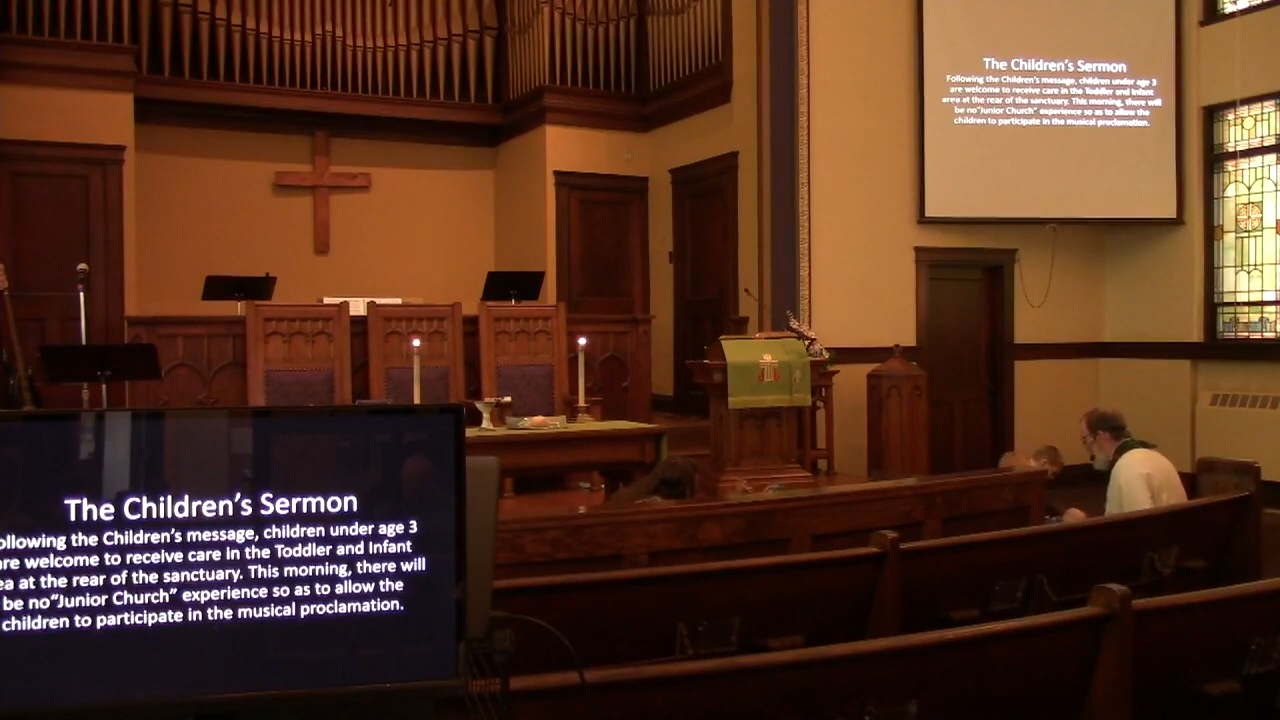 The Children's Sermon
Following the Children's message, children under age 3
are welcome to receive care in the Toddler and Infant
area at the rear of the sanctuary. This morning, there will
be no"Junior Church" experience so as to allow the
children to participate in the musical proclamation.
The Children's Sermon
ollowing the Children's message, children under age 3
are welcome to receive care in the Toddler and Infant
ea at the rear of the sanctuary. This morning, there will
be no"Junior Church" experience so as to allow the
children to participate in the musical proclamation.